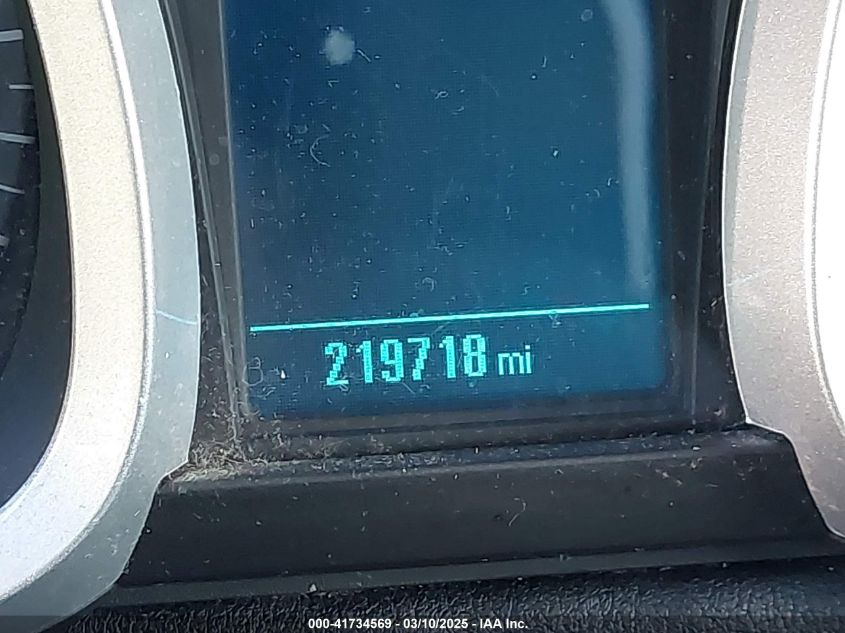 219718 mi
000-41734569 — 03/10/2025 — IAA Inc.